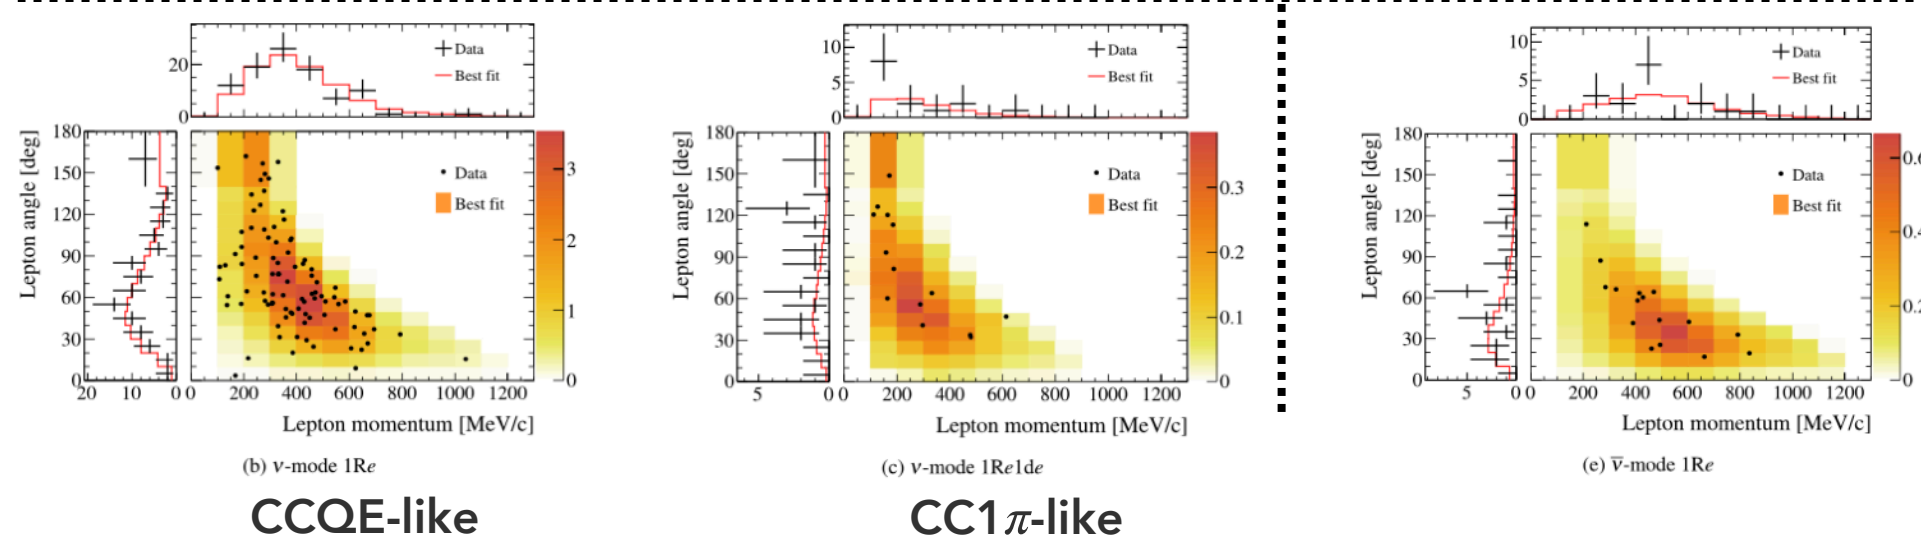 20
0
Data
Best fit
180
150
120
90
60
30
0
Lepton angle [deg]
20 10 0
Data
Best fit
3
2
1
0
0 200 400 600 800 1000 1200
Lepton momentum [MeV/c]
(b) ν-mode 1Re
CCQE-like
10
5
0
Data
Best fit
180
150
120
90
60
30
0
Lepton angle [deg]
5 0
Data
Best fit
0.3
0.2
0.1
0
0 200 400 600 800 1000 1200
Lepton momentum [MeV/c]
(c) ν-mode 1Re1de
CC1π-like
10
5
0
Data
Best fit
180
150
120
90
60
30
0
Lepton angle [deg]
5 0
Data
Best fit
0.6
0.4
0.2
0
0 200 400 600 800 1000 1200
Lepton momentum [MeV/c]
(e) ν̅-mode 1Re